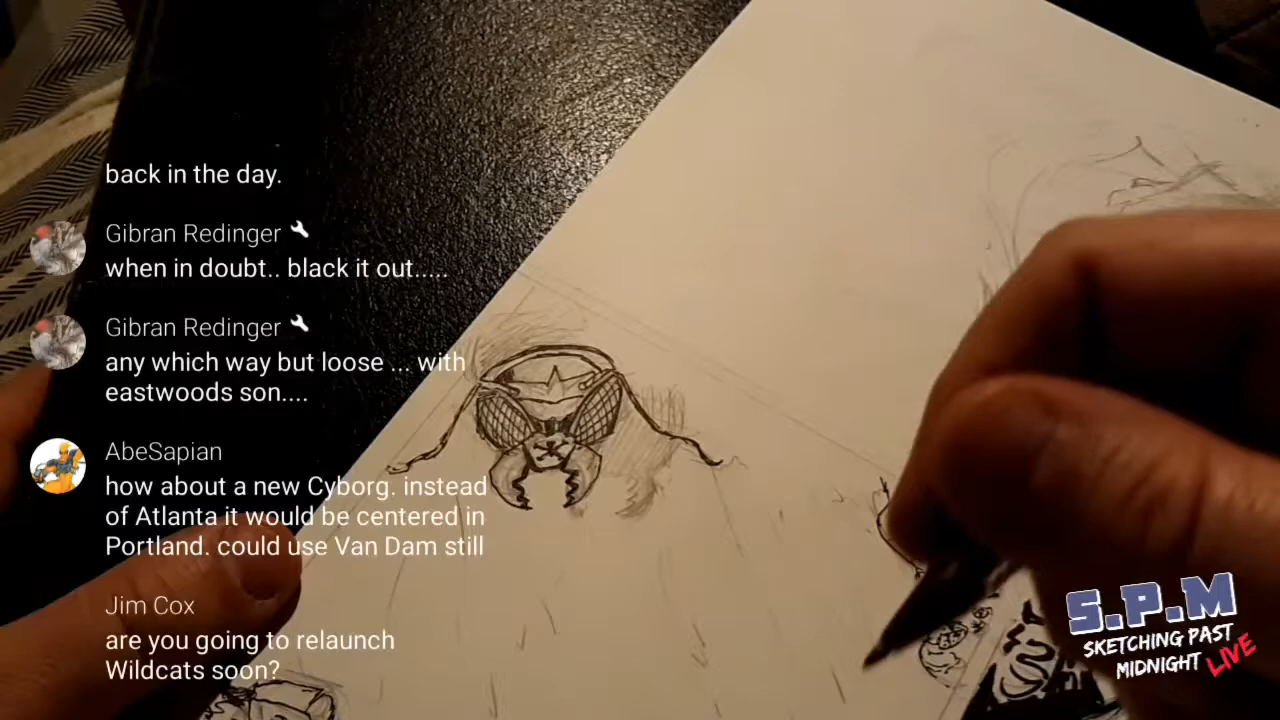 back in the day.
Gibran Redinger
when in doubt.. black it out.....
Gibran Redinger
any which way but loose ... with
eastwoods son....
AbeSapian
how about a new Cyborg. instead
of Atlanta it would be centered in
Portland. could use Van Dam still
Jim Cox
are you going to relaunch
Wildcats soon?
S.P.M
SKETCHING PAST
MIDNIGHT LIVE